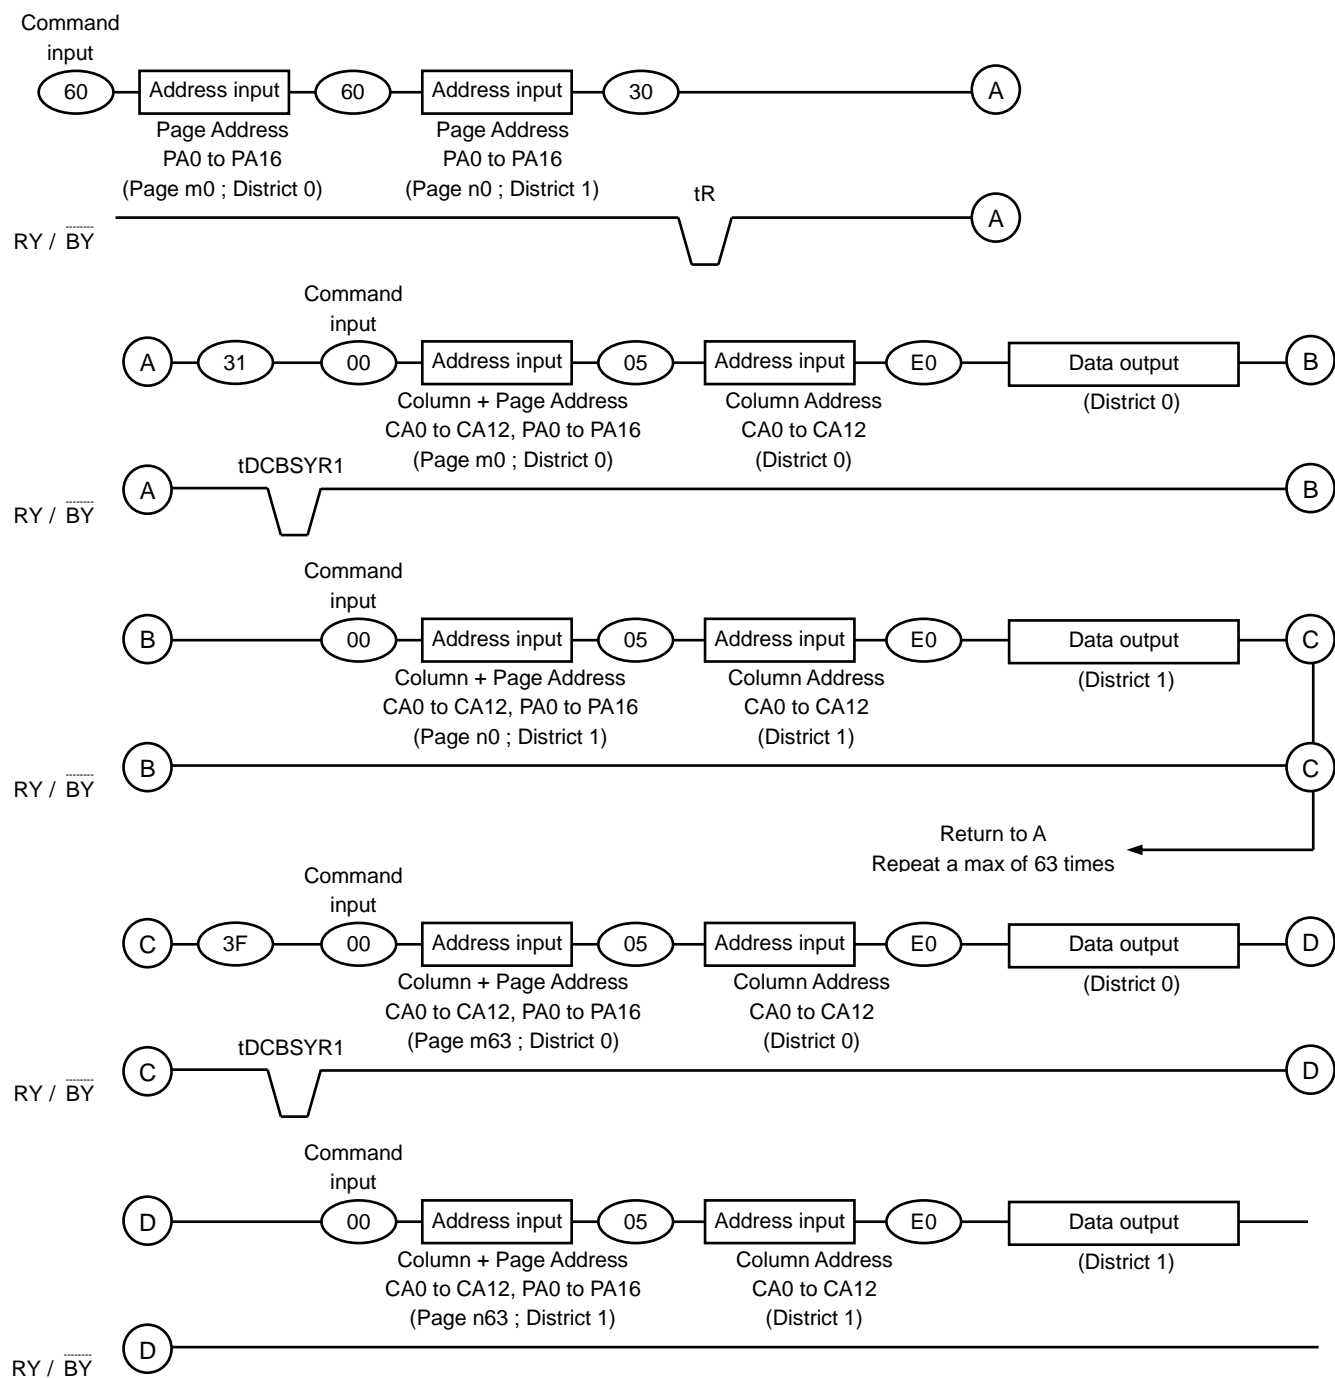 Command
input
60 Address input 60 Address input 30 A
Page Address Page Address
PA0 to PA16 PA0 to PA16
(Page m0 ; District 0) (Page n0 ; District 1)
tR
RY / BY A
Command
input
A 31 00 Address input 05 Address input E0 Data output B
Column + Page Address Column Address (District 0)
CA0 to CA12, PA0 to PA16 CA0 to CA12
(Page m0 ; District 0) (District 0)
tDCBSYR1
RY / BY A B
Command
input
B 00 Address input 05 Address input E0 Data output C
Column + Page Address Column Address (District 1)
CA0 to CA12, PA0 to PA16 CA0 to CA12
(Page n0 ; District 1) (District 1)
RY / BY B C
Return to A
Repeat a max of 63 times
Command
input
C 3F 00 Address input 05 Address input E0 Data output D
Column + Page Address Column Address (District 0)
CA0 to CA12, PA0 to PA16 CA0 to CA12
(Page m63 ; District 0) (District 0)
tDCBSYR1
RY / BY C D
Command
input
D 00 Address input 05 Address input E0 Data output
Column + Page Address Column Address (District 1)
CA0 to CA12, PA0 to PA16 CA0 to CA12
(Page n63 ; District 1) (District 1)
RY / BY D